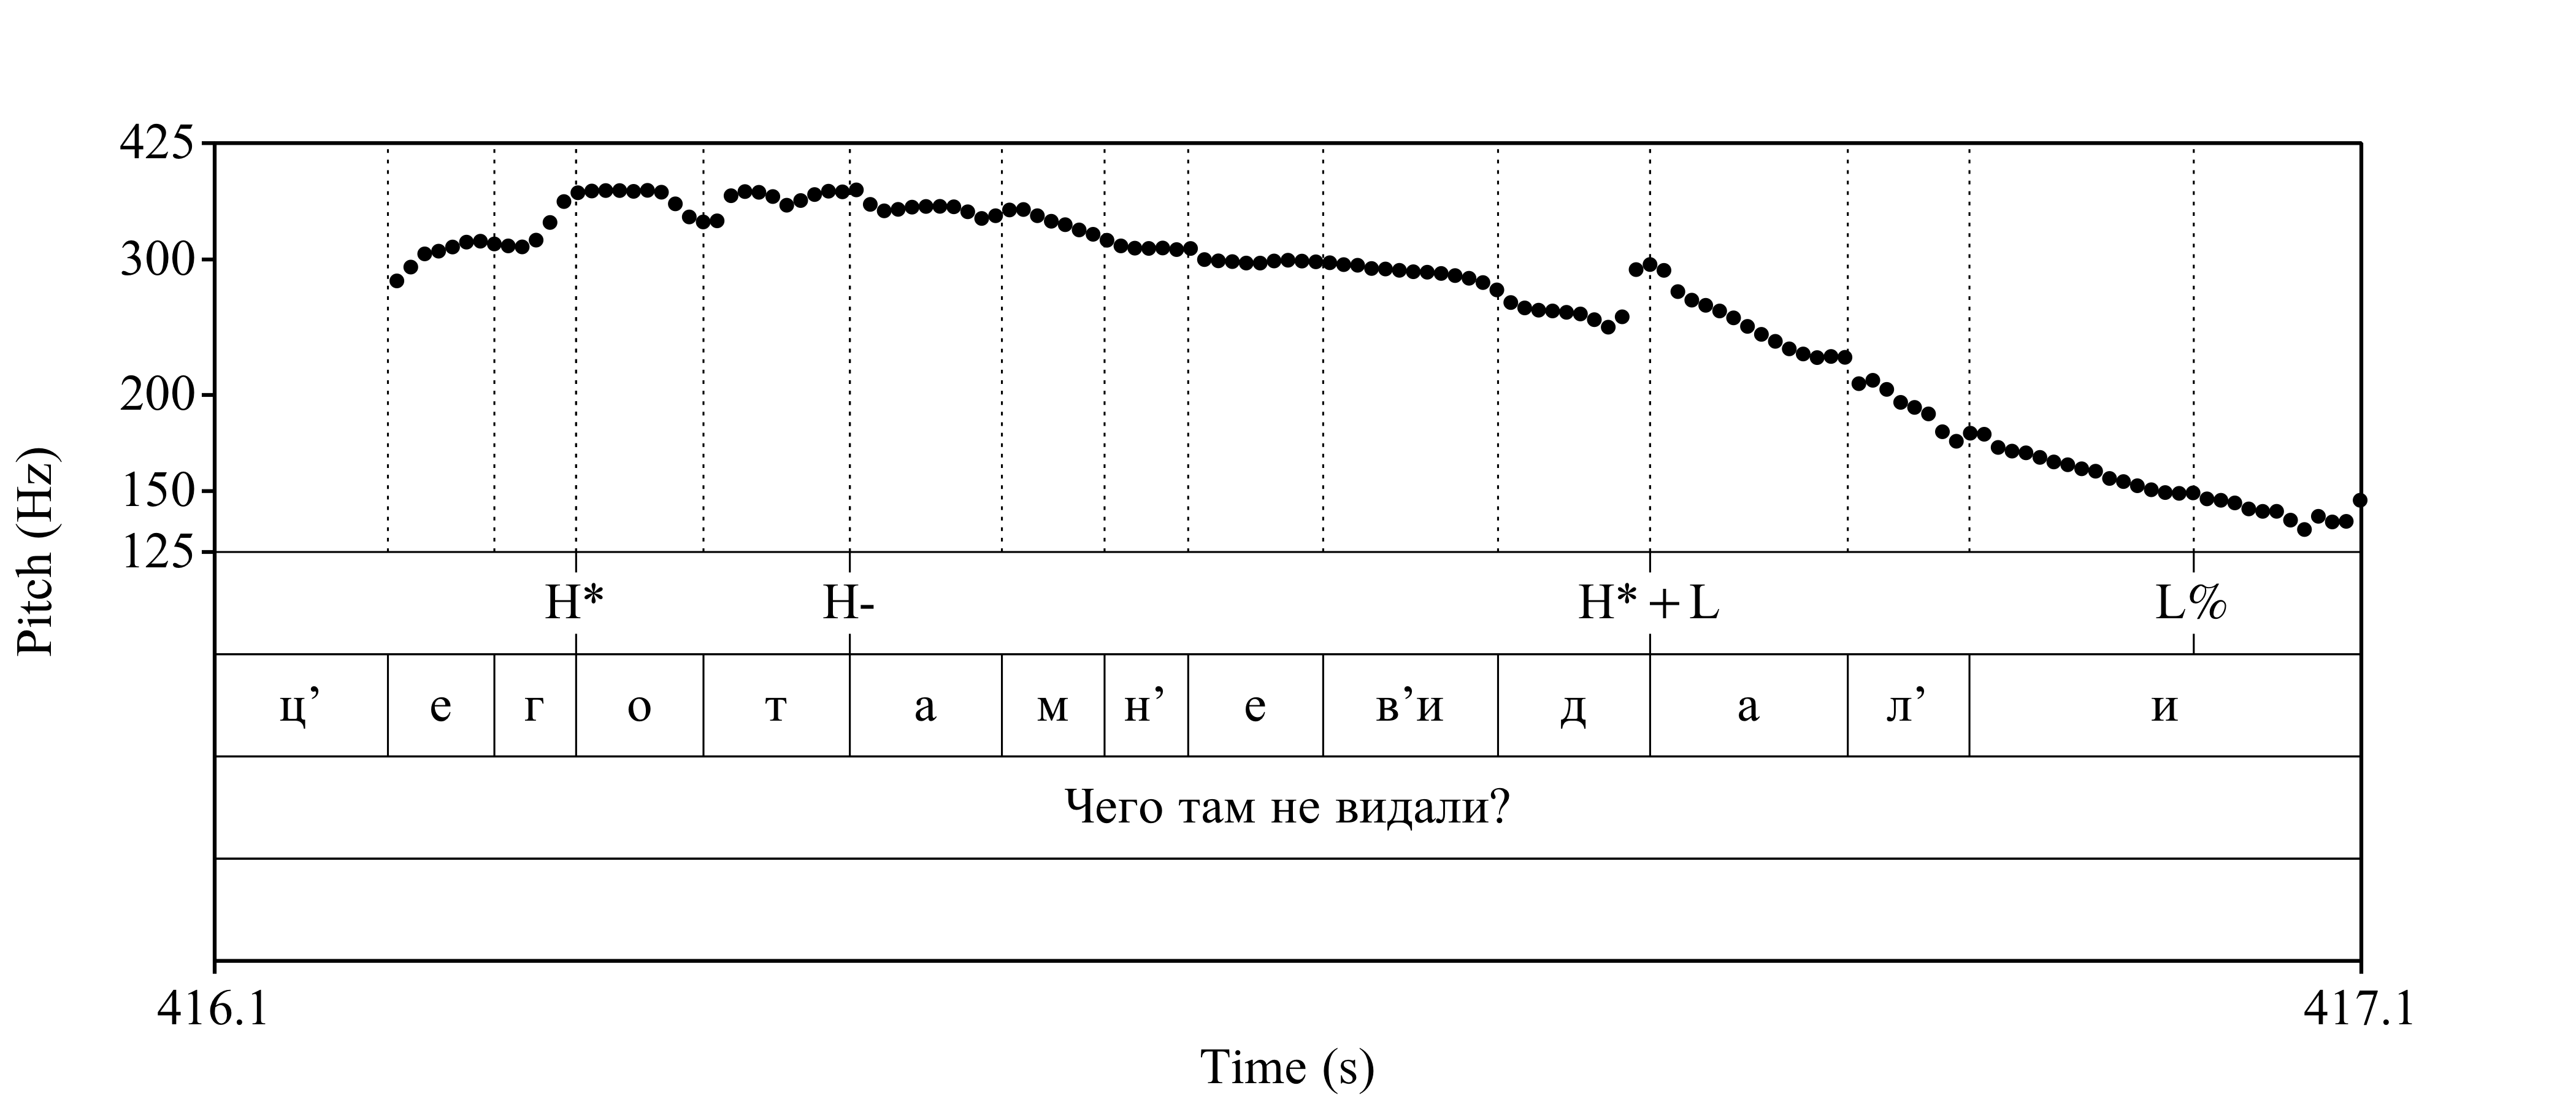 425
300
200
150
125
Pitch (Hz)
H* H- H* + L L%
ц’ е г о т а м н’ е в’и д а л’ и
Чего там не видали?
416.1 417.1
Time (s)